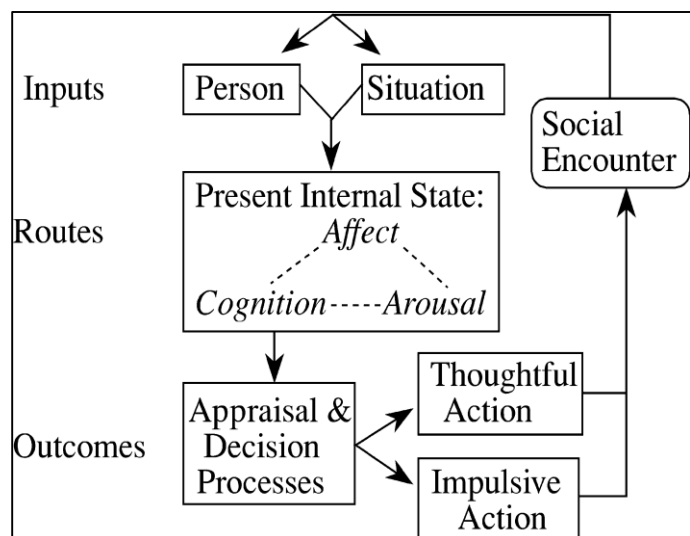 Inputs
Person
Situation
Social
Encounter
Routes
Present Internal State:
Affect
Cognition
Arousal
Outcomes
Appraisal &
Decision
Processes
Thoughtful
Action
Impulsive
Action